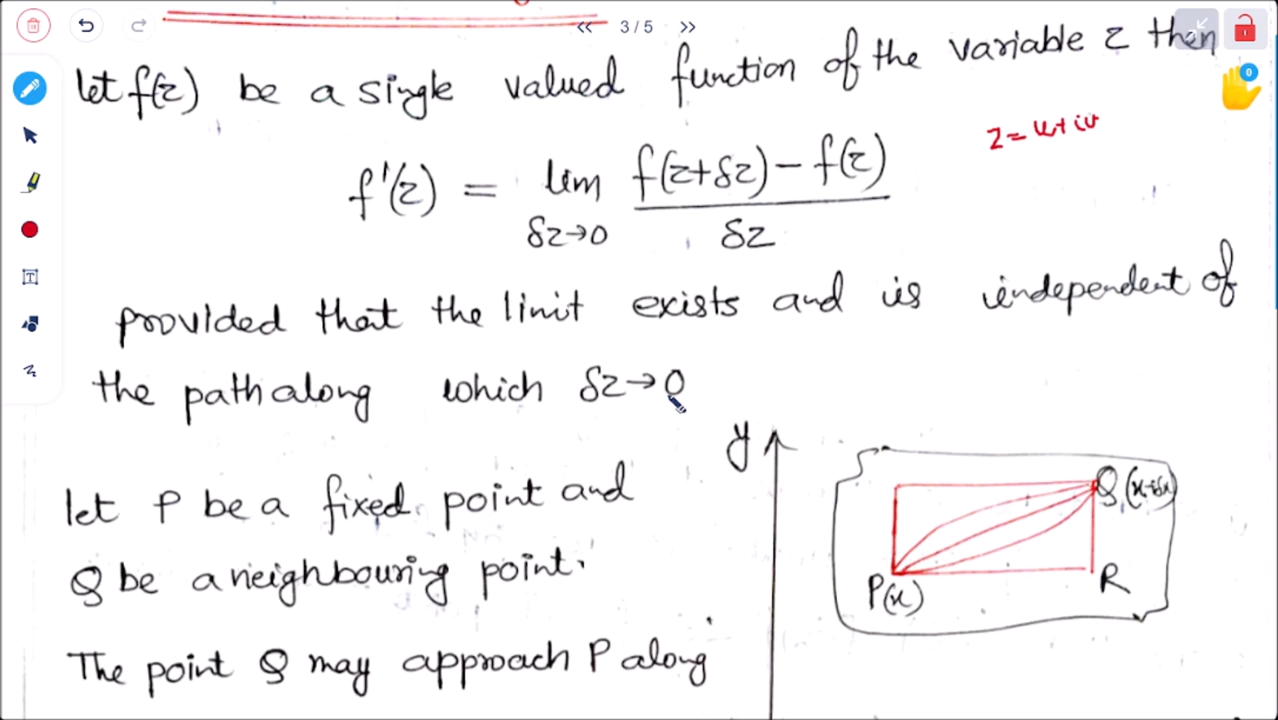 3/5
let f(z) be a single valued function of the variable z then
z = u+iv
f'(z) = lim f(z+δz) - f(z)
δz→0 δz
provided that the limit exists and is independent of
the path along which δz→0
y
let P be a fixed point and
Q (x+δx)
Q be a neighbouring point.
P(x) R
The point Q may approach P along
0